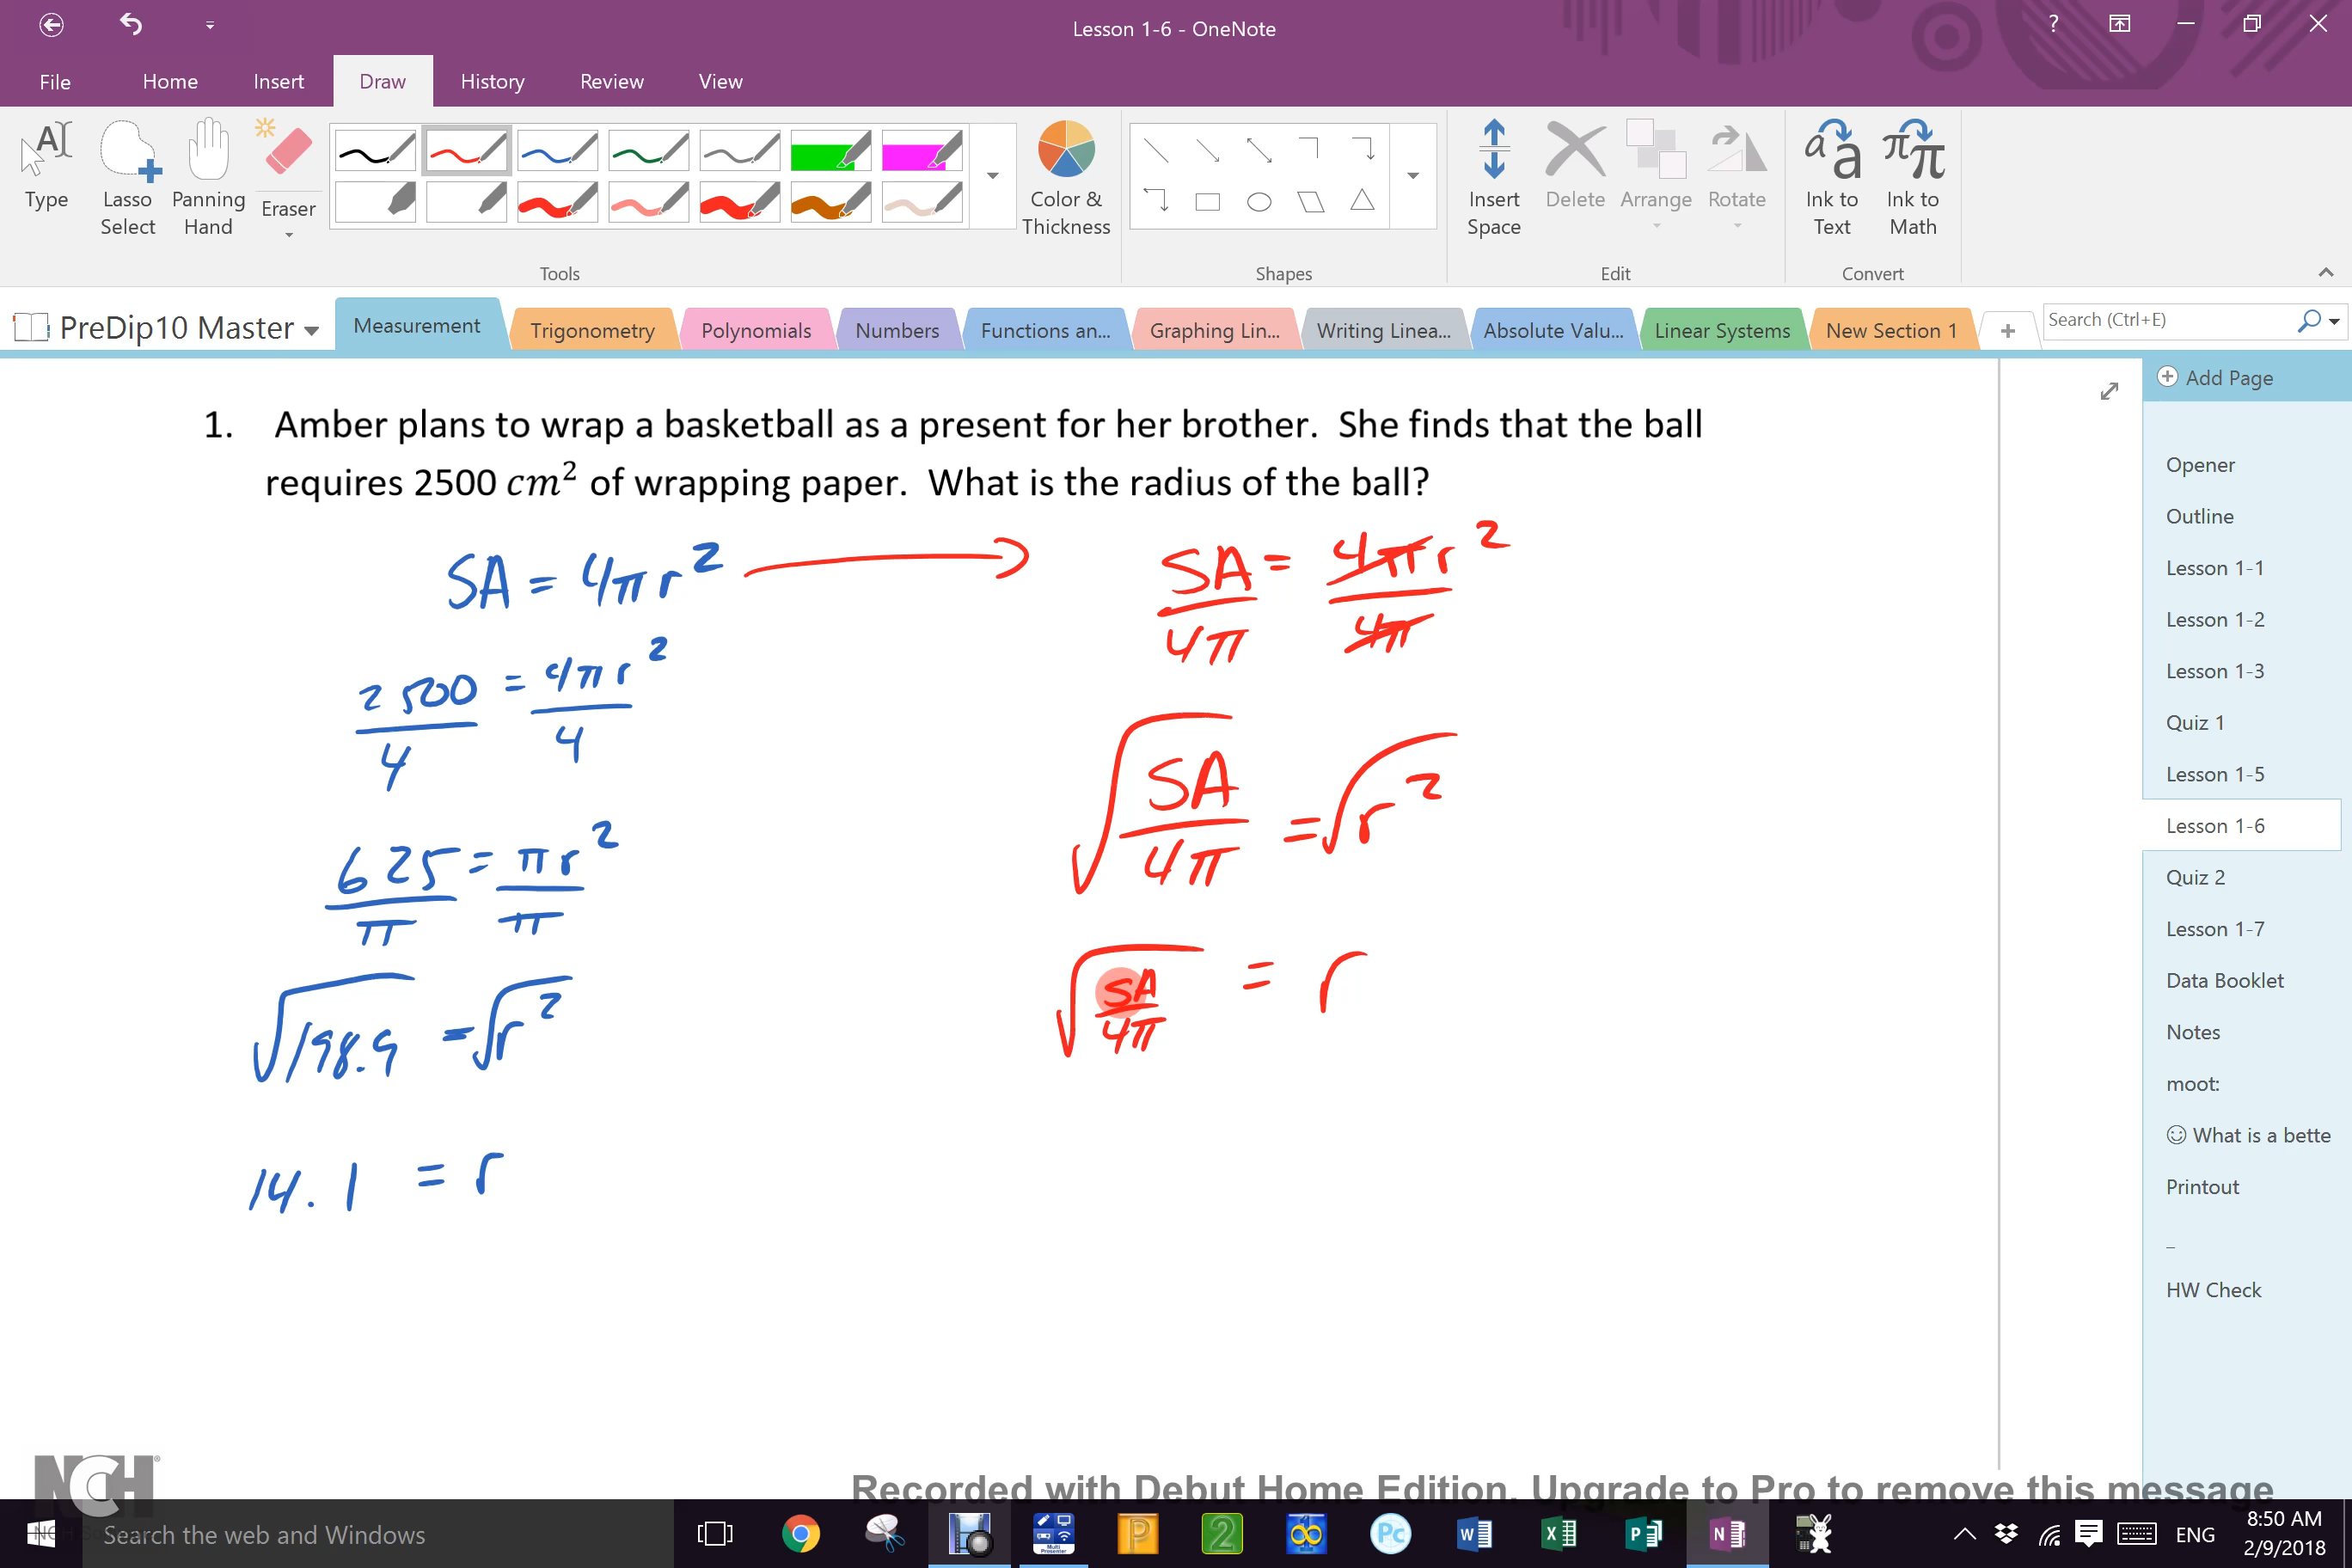 Lesson 1-6 - OneNote
?
File Home Insert Draw History Review View
Type
Lasso Select
Panning Hand
Eraser
Color & Thickness
Insert Space
Delete
Arrange
Rotate
Ink to Text
Ink to Math
Tools Shapes Edit Convert
PreDip10 Master
Measurement Trigonometry Polynomials Numbers Functions an... Graphing Lin... Writing Linea... Absolute Valu... Linear Systems New Section 1 +
Search (Ctrl+E)
Add Page
Opener
Outline
Lesson 1-1
Lesson 1-2
Lesson 1-3
Quiz 1
Lesson 1-5
Lesson 1-6
Quiz 2
Lesson 1-7
Data Booklet
Notes
moot:
☺ What is a bette
Printout
_
HW Check
1. Amber plans to wrap a basketball as a present for her brother. She finds that the ball
requires 2500 cm² of wrapping paper. What is the radius of the ball?
SA = 4πr²
2500/4 = 4πr²/4
625/π = πr²/π
√198.9 = √r²
14.1 = r
SA/4π = 4πr²/4π
√(SA/4π) = √r²
√(SA/4π) = r
NCH®
Recorded with Debut Home Edition. Upgrade to Pro to remove this message
Search the web and Windows
ENG
8:50 AM
2/9/2018